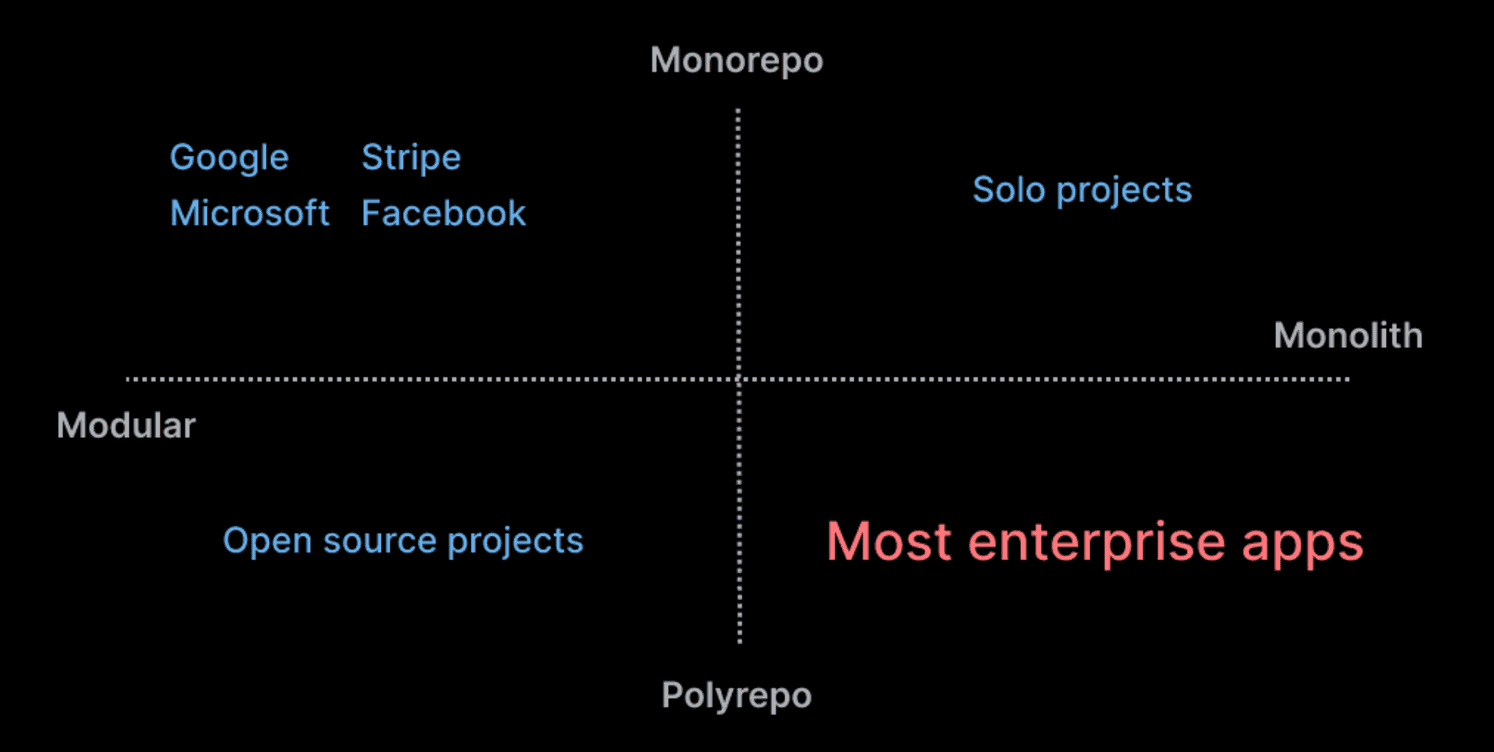 Monorepo
Google Stripe
Microsoft Facebook
Solo projects
Monolith
Modular
Open source projects
Most enterprise apps
Polyrepo